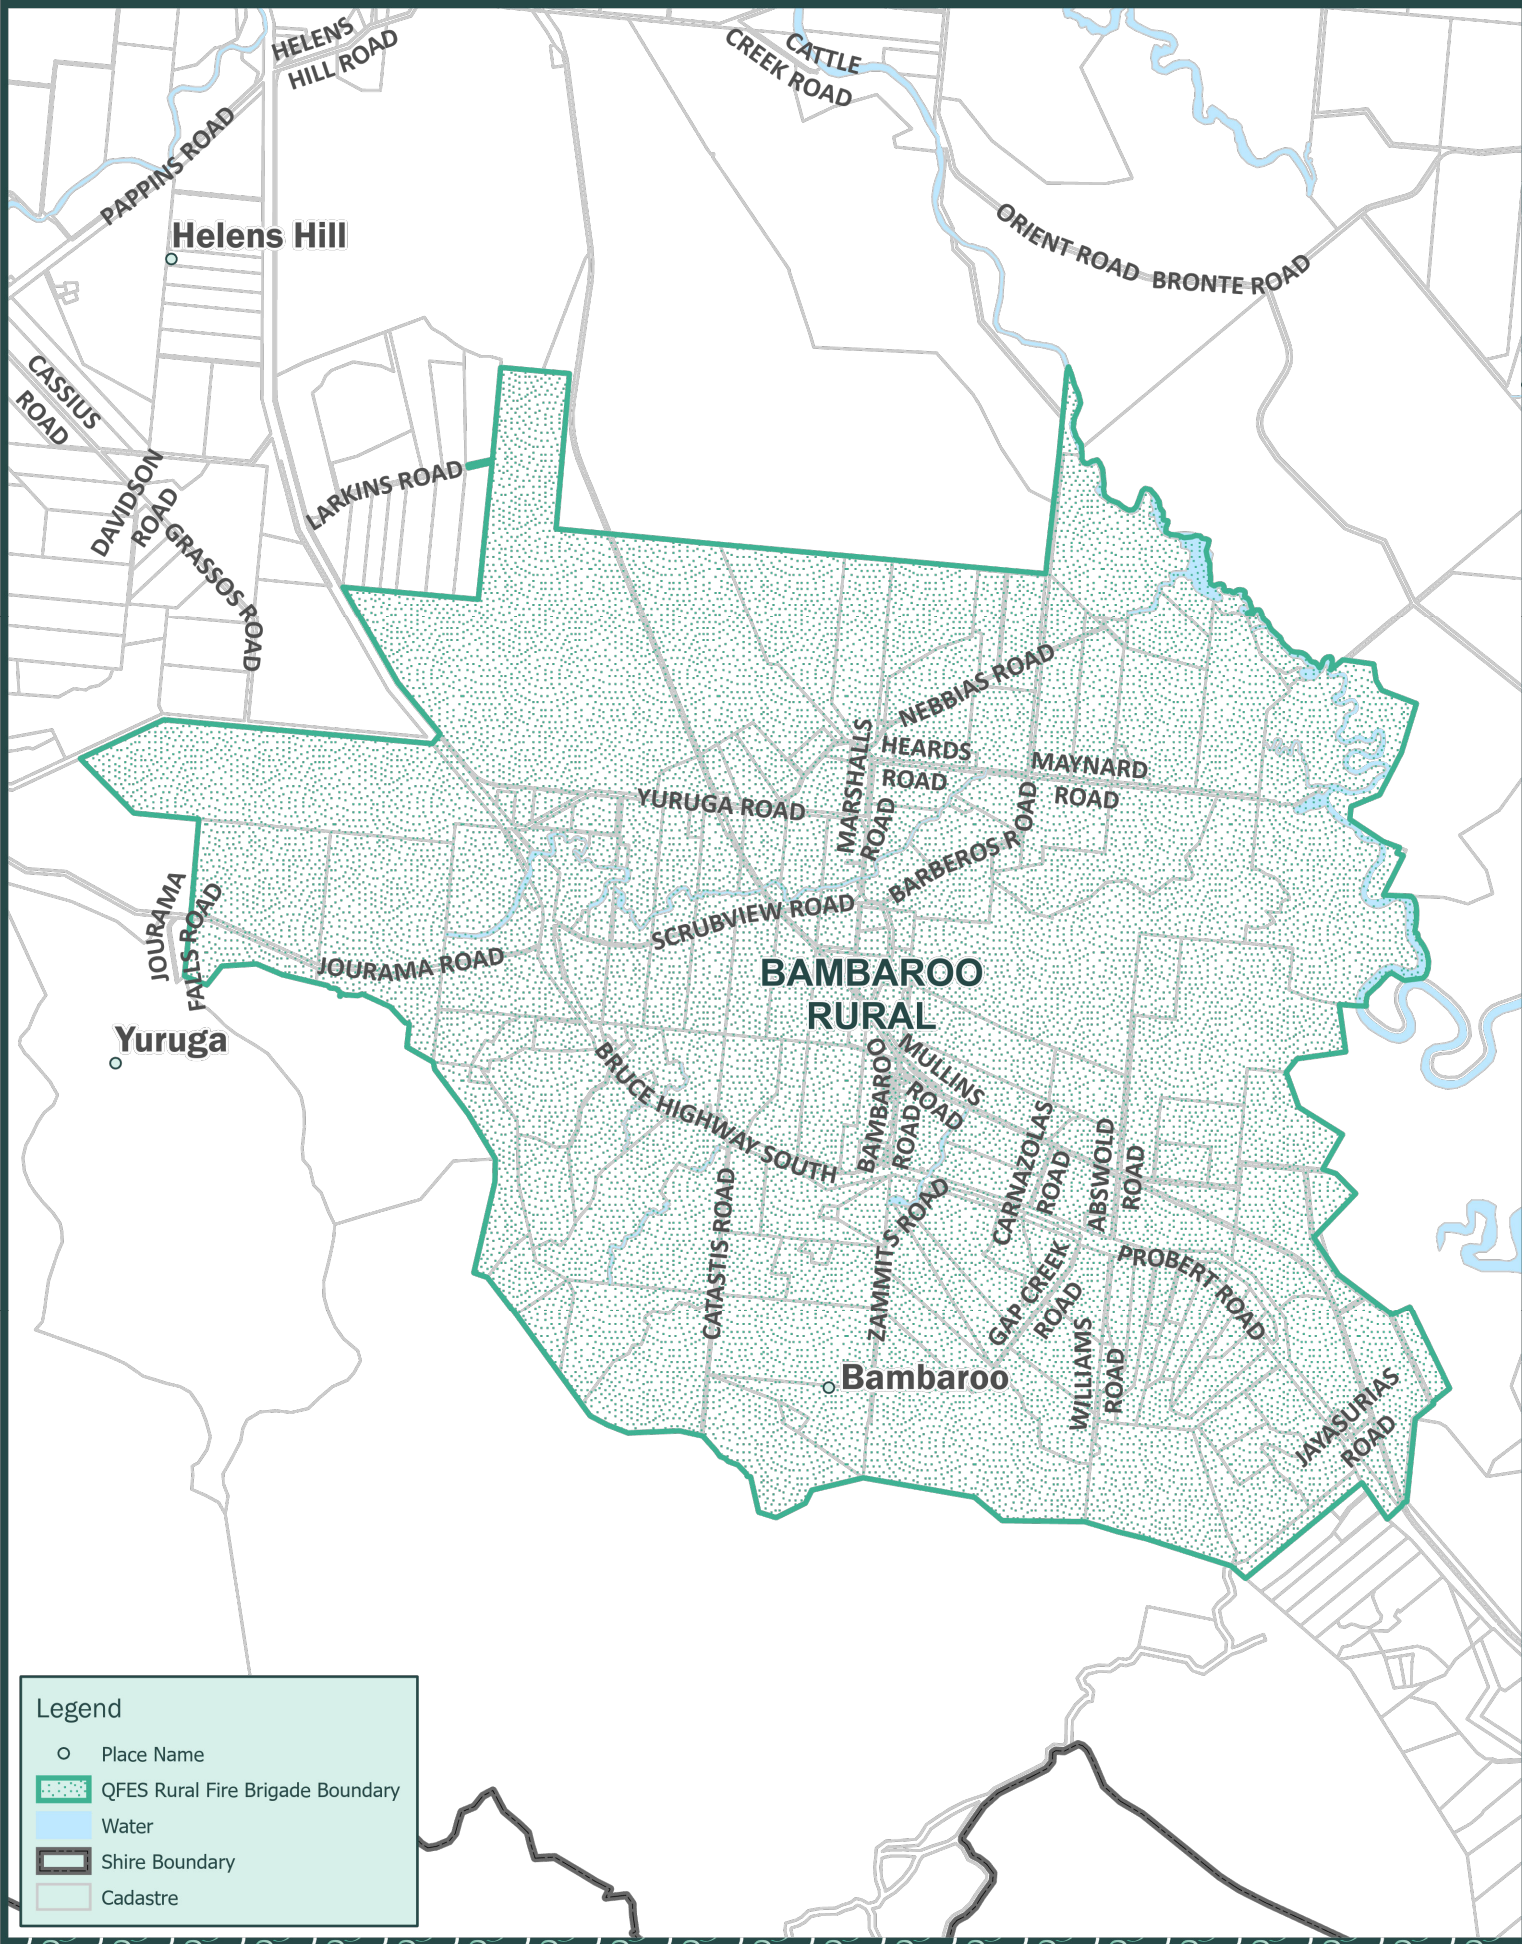 HELENS
HILL ROAD
CATTLE
CREEK ROAD
PAPPINS ROAD
Helens Hill
ORIENT ROAD
BRONTE ROAD
CASSIUS
ROAD
LARKINS ROAD
DAVIDSON
ROAD
GRASSOS ROAD
NEBBIAS ROAD
HEARDS
ROAD
MAYNARD
ROAD
MARSHALLS
ROAD
YURUGA ROAD
BARBEROS ROAD
SCRUBVIEW ROAD
JOURAMA
FALLS ROAD
JOURAMA ROAD
BAMBAROO
RURAL
Yuruga
BRUCE HIGHWAY SOUTH
BAMBAROO
ROAD
MULLINS
ROAD
CARNAZOLAS
ROAD
ABSWOLD
ROAD
CATASTIS ROAD
ZAMMITS ROAD
GAP CREEK
ROAD
PROBERT ROAD
WILLIAMS
ROAD
Bambaroo
JAYASURIAS
ROAD
Legend
Place Name
QFES Rural Fire Brigade Boundary
Water
Shire Boundary
Cadastre